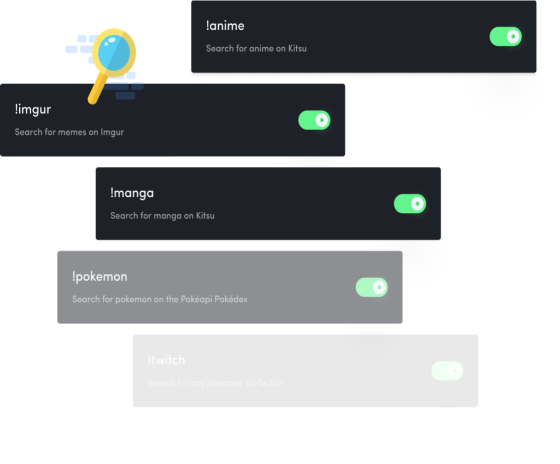 !anime
Search for anime on Kitsu
!imgur
Search for memes on Imgur
!manga
Search for manga on Kitsu
!pokemon
Search for pokemon on the Pokéapi Pokédex
!twitch
Search for any streamer on Twitch